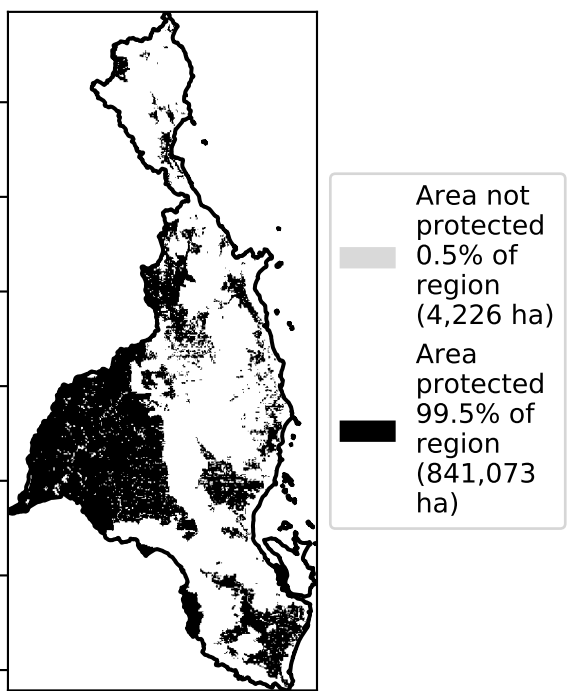 Area not
protected
0.5% of
region
(4,226 ha)
Area
protected
99.5% of
region
(841,073
ha)